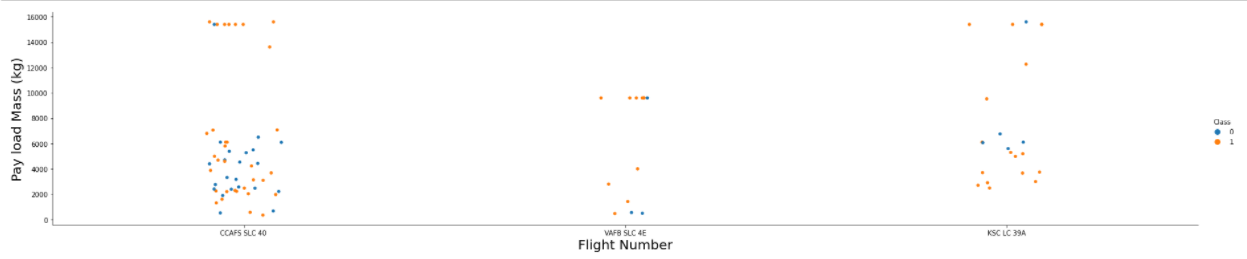 Pay load Mass (kg)
16000
14000
12000
10000
8000
6000
4000
2000
0
CCAFS SLC 40
VAFB SLC 4E
KSC LC 39A
Flight Number
Class
0
1